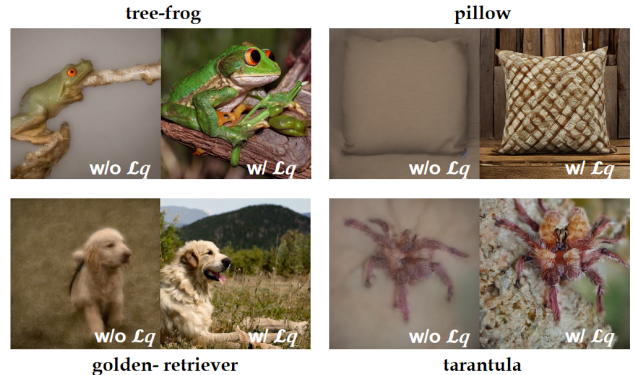 tree-frog
pillow
w/o ℒq
w/ ℒq
w/o ℒq
w/ ℒq
w/o ℒq
w/ ℒq
w/o ℒq
w/ ℒq
golden- retriever
tarantula